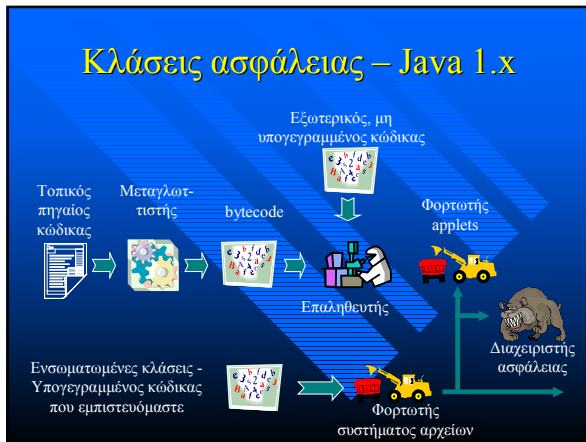 Κλάσεις ασφάλειας – Java 1.x
Εξωτερικός, μη
υπογεγραμμένος κώδικας
Τοπικός
πηγαίος
κώδικας
Μεταγλωτ-
τιστής
bytecode
Φορτωτής
applets
Επαληθευτής
Διαχειριστής
ασφάλειας
Ενσωματωμένες κλάσεις -
Υπογεγραμμένος κώδικας
που εμπιστευόμαστε
Φορτωτής
συστήματος αρχείων